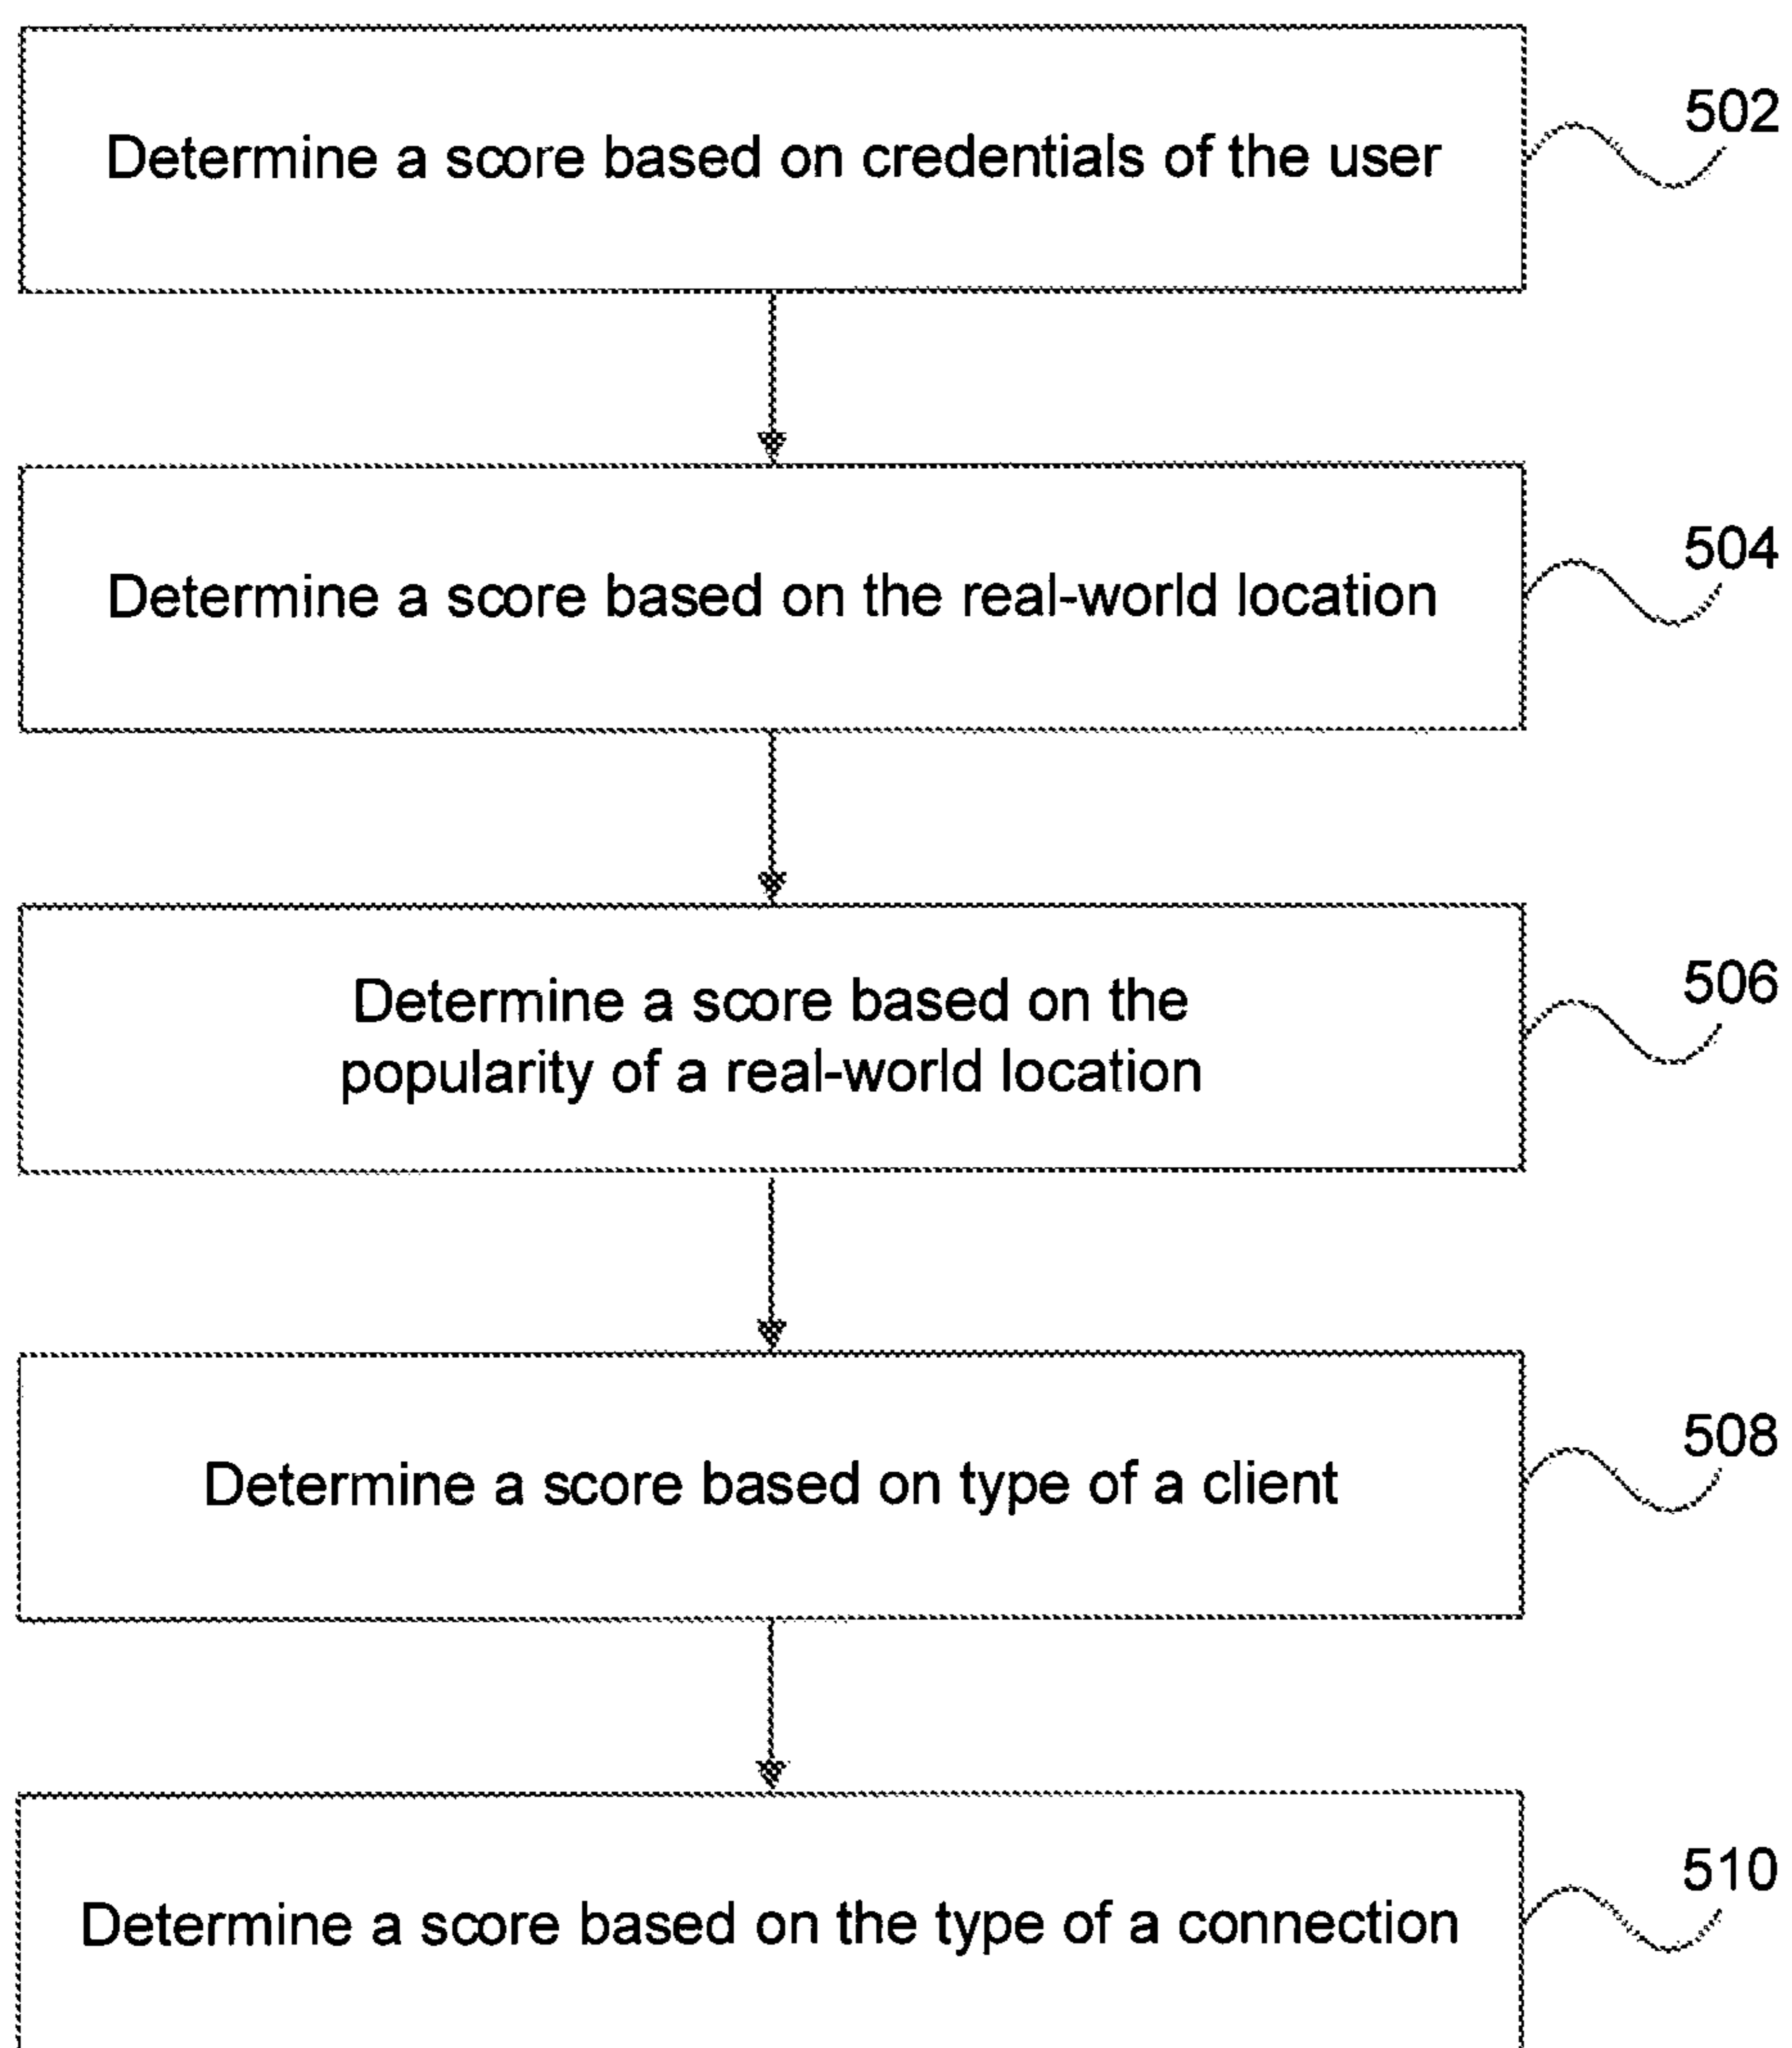 Determine a score based on credentials of the user
502
Determine a score based on the real-world location
504
Determine a score based on the
popularity of a real-world location
506
Determine a score based on type of a client
508
Determine a score based on the type of a connection
510